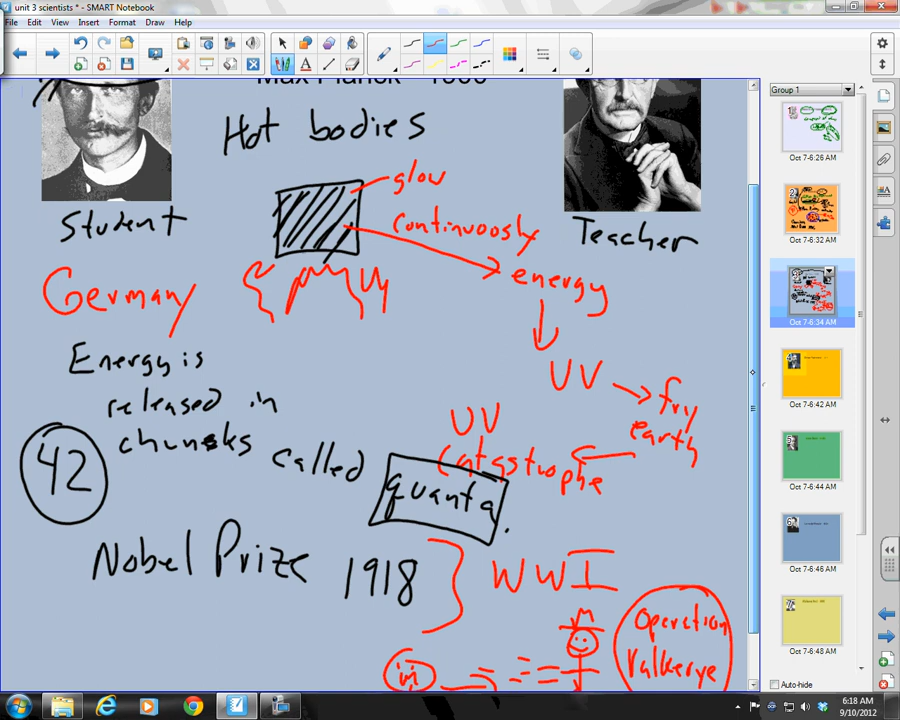 unit 3 scientists * - SMART Notebook
File Edit View Insert Format Draw Help
Hot bodies
glow
continuously
Student
Teacher
Germany
energy
UV
fry
earth
UV
catastrophe
Energy is
released in
chunks called
quanta.
42
Nobel Prize 1918
WWI
Operation
Valkerye
Group 1
Oct 7-6:26 AM
Oct 7-6:32 AM
Oct 7-6:34 AM
Oct 7-6:42 AM
Oct 7-6:44 AM
Oct 7-6:46 AM
Oct 7-6:48 AM
Auto-hide
6:18 AM
9/10/2012